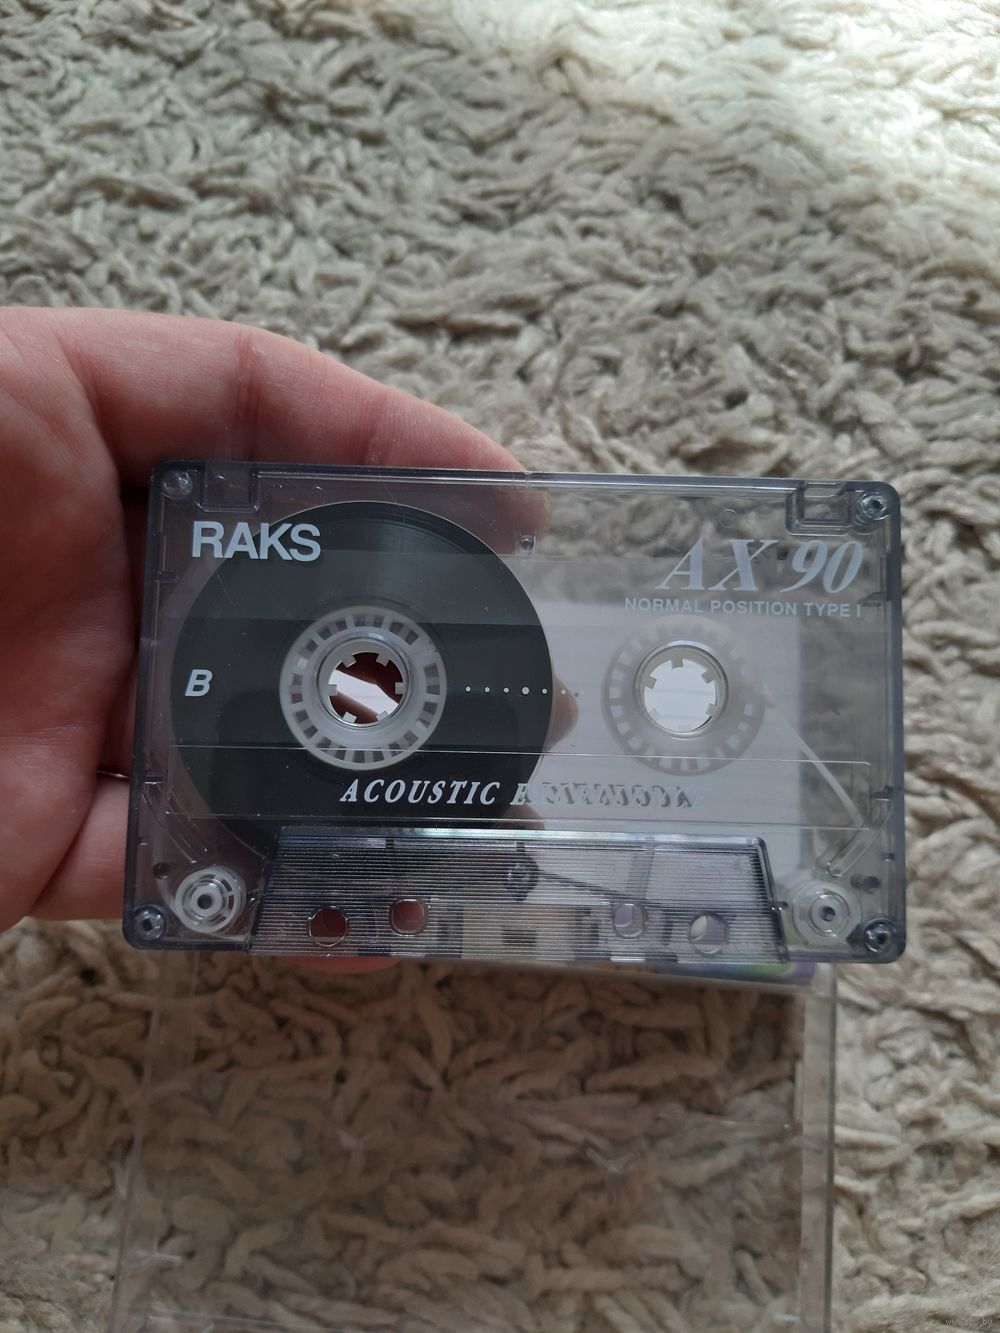 RAKS
AX 90
NORMAL POSITION TYPE I
B
ACOUSTIC